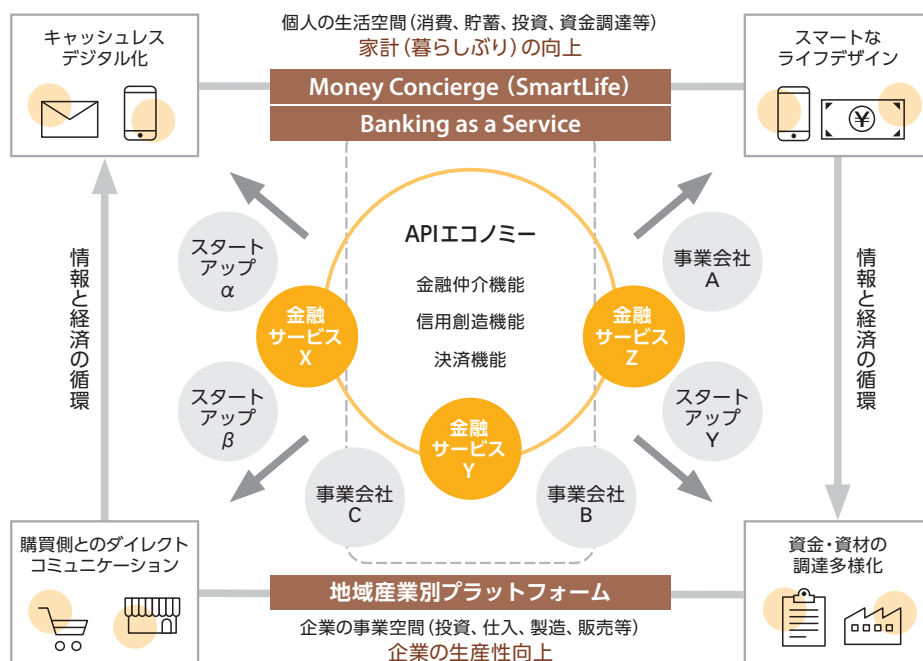 キャッシュレス
デジタル化
個人の生活空間（消費、貯蓄、投資、資金調達等）
家計（暮らしぶり）の向上
Money Concierge（SmartLife）
Banking as a Service
スマートな
ライフデザイン
¥
情報と経済の循環
APIエコノミー
金融仲介機能
信用創造機能
決済機能
スタート
アップ
α
事業会社
A
金融
サービス
X
金融
サービス
Z
スタート
アップ
β
スタート
アップ
Y
金融
サービス
Y
事業会社
C
事業会社
B
情報と経済の循環
購買側とのダイレクト
コミュニケーション
地域産業別プラットフォーム
企業の事業空間（投資、仕入、製造、販売等）
企業の生産性向上
資金・資材の
調達多様化